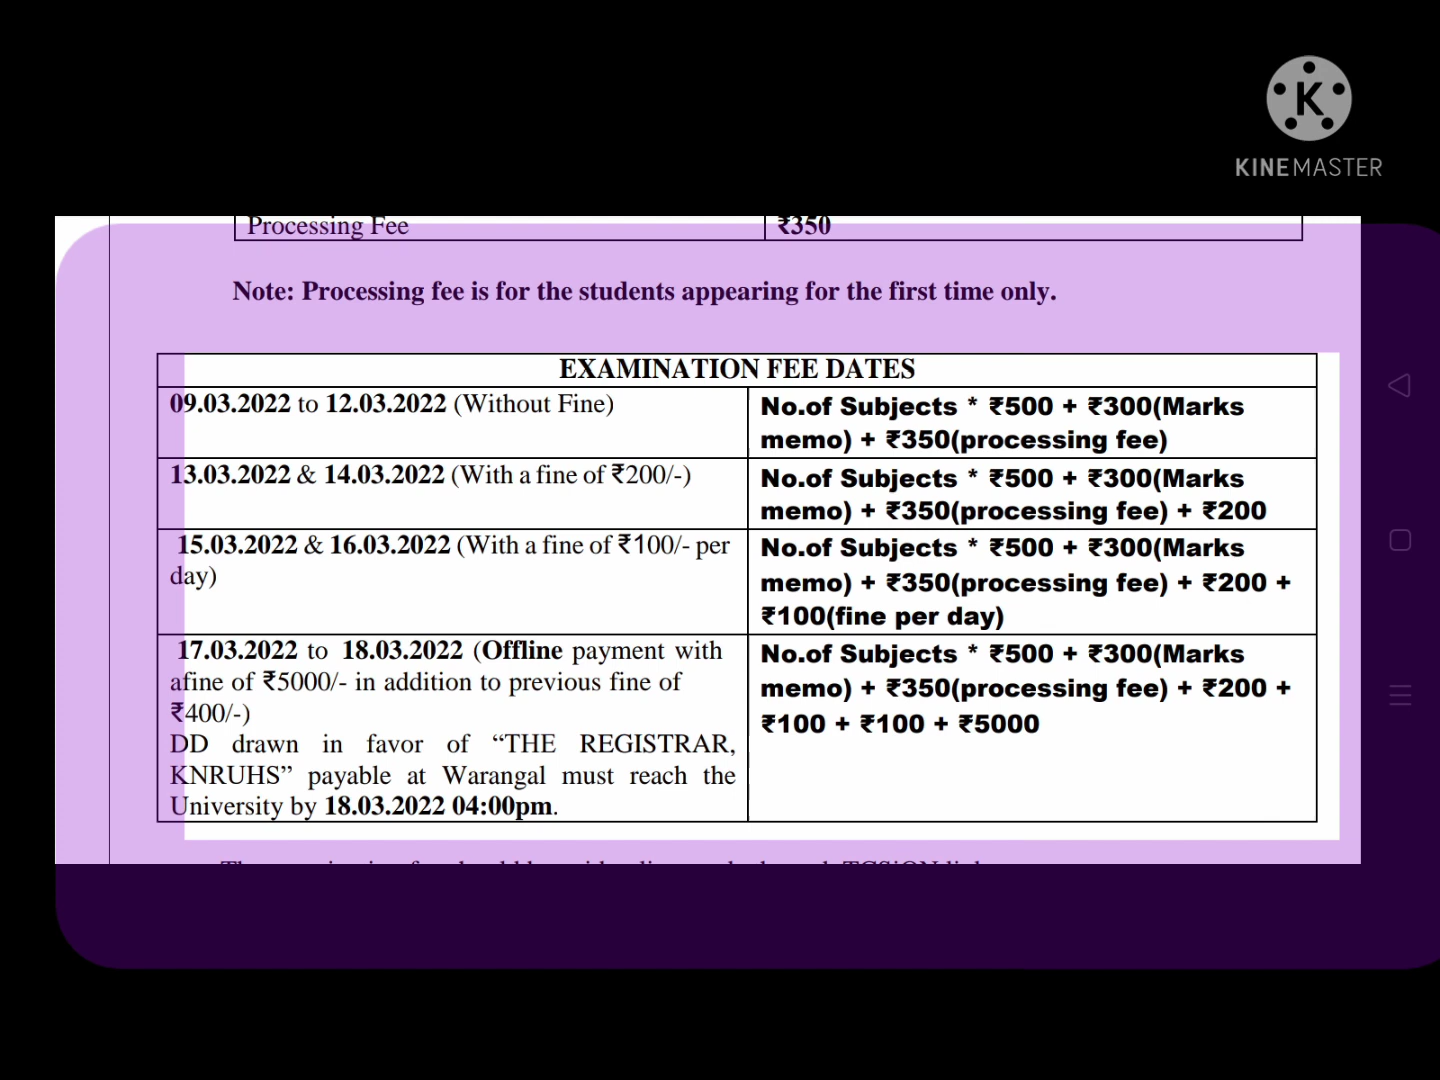 KINEMASTER
Processing Fee ₹350
Note: Processing fee is for the students appearing for the first time only.
EXAMINATION FEE DATES
09.03.2022 to 12.03.2022 (Without Fine)
No.of Subjects * ₹500 + ₹300(Marks
memo) + ₹350(processing fee)
13.03.2022 & 14.03.2022 (With a fine of ₹200/-)
No.of Subjects * ₹500 + ₹300(Marks
memo) + ₹350(processing fee) + ₹200
15.03.2022 & 16.03.2022 (With a fine of ₹100/- per
day)
No.of Subjects * ₹500 + ₹300(Marks
memo) + ₹350(processing fee) + ₹200 +
₹100(fine per day)
17.03.2022 to 18.03.2022 (Offline payment with
afine of ₹5000/- in addition to previous fine of
₹400/-)
DD drawn in favor of “THE REGISTRAR,
KNRUHS” payable at Warangal must reach the
University by 18.03.2022 04:00pm.
No.of Subjects * ₹500 + ₹300(Marks
memo) + ₹350(processing fee) + ₹200 +
₹100 + ₹100 + ₹5000